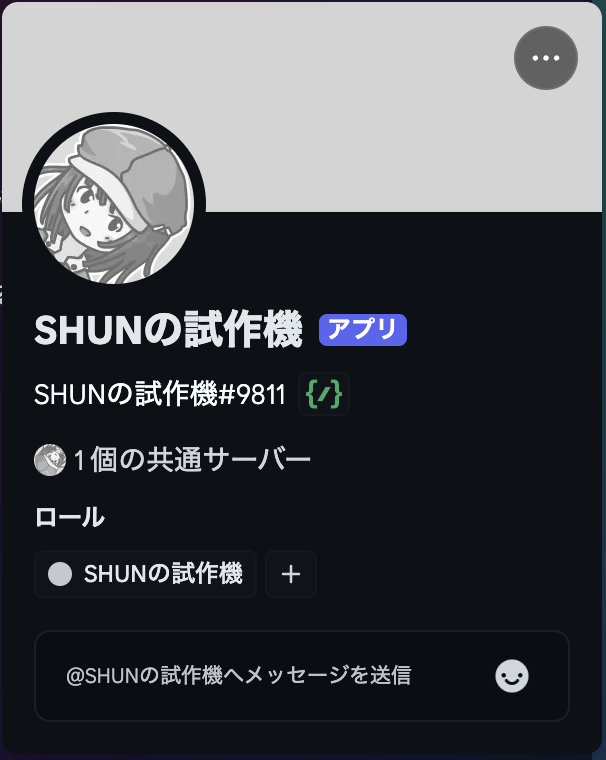 SHUNの試作機 アプリ
SHUNの試作機#9811 {/}
1個の共通サーバー
ロール
SHUNの試作機 +
@SHUNの試作機へメッセージを送信